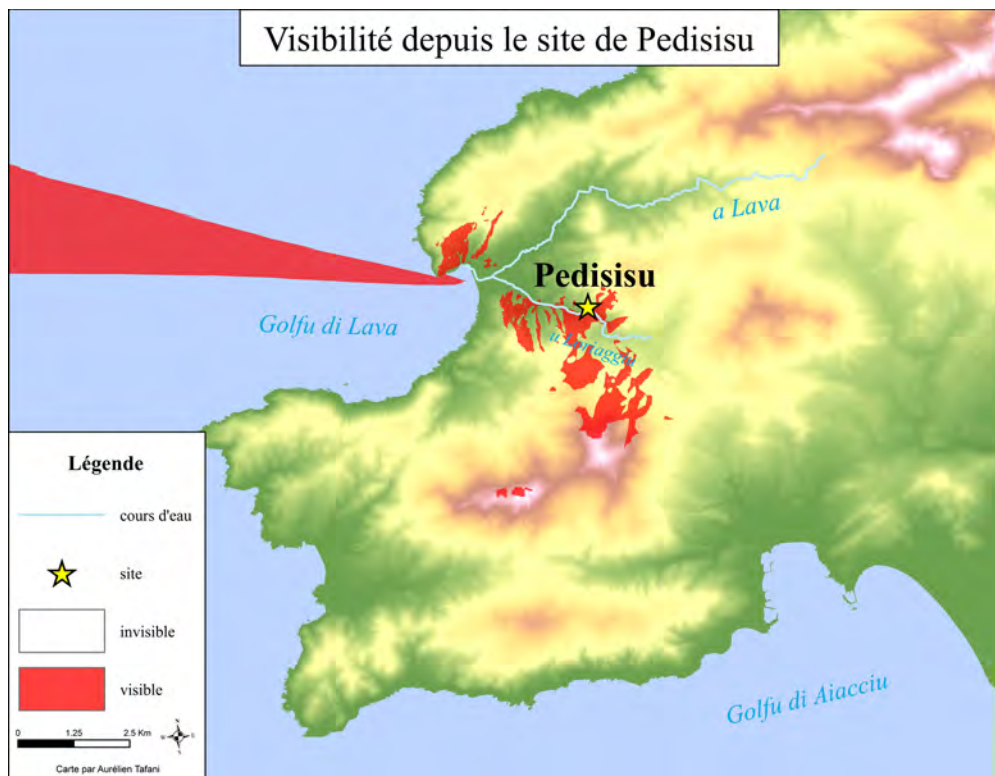 Visibilité depuis le site de Pedisisu
a Lava
Pedisisu
Golfu di Lava
u Loriaggiu
Légende
cours d'eau
site
invisible
visible
0 1.25 2.5 Km
N
W E
S
Carte par Aurélien Tafani
Golfu di Aiacciu